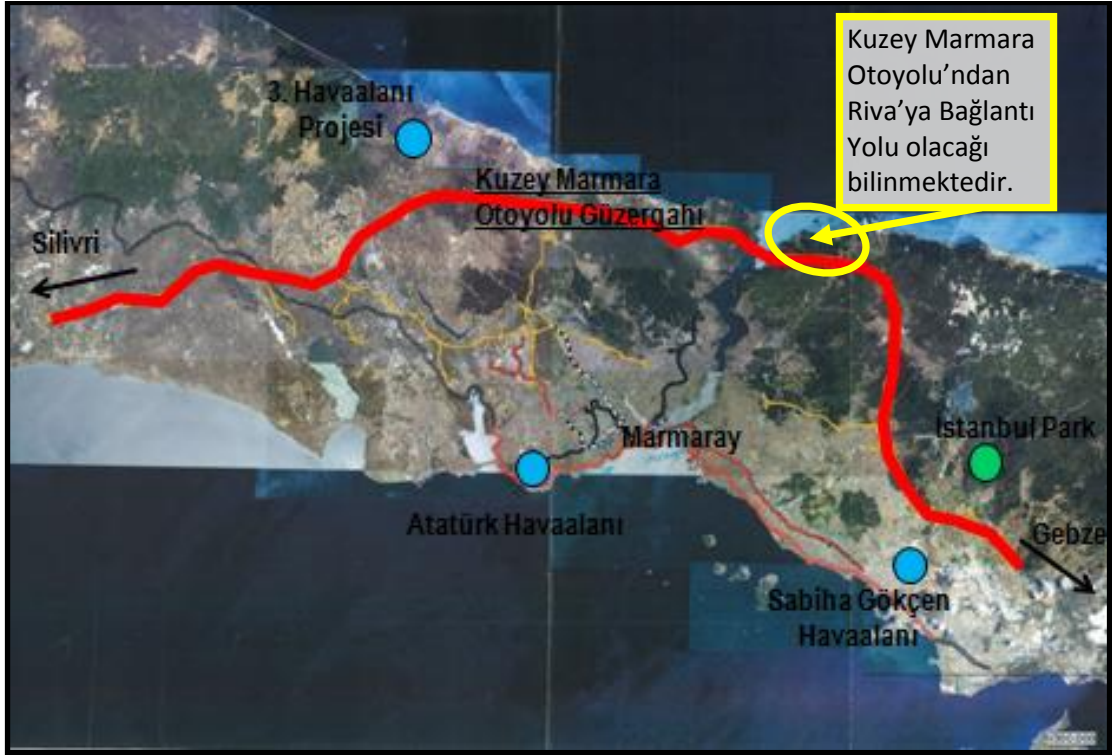 Kuzey Marmara
Otoyolu’ndan
Riva’ya Bağlantı
Yolu olacağı
bilinmektedir.
3. Havaalanı
Projesi
Kuzey Marmara
Otoyolu Güzergahı
Silivri
Marmaray
İstanbul Park
Atatürk Havaalanı
Gebze
Sabiha Gökçen
Havaalanı